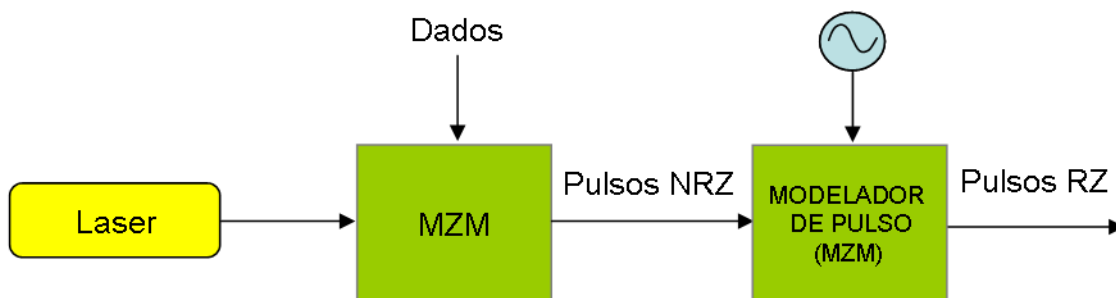 Dados
Laser
MZM
Pulsos NRZ
MODELADOR
DE PULSO
(MZM)
Pulsos RZ